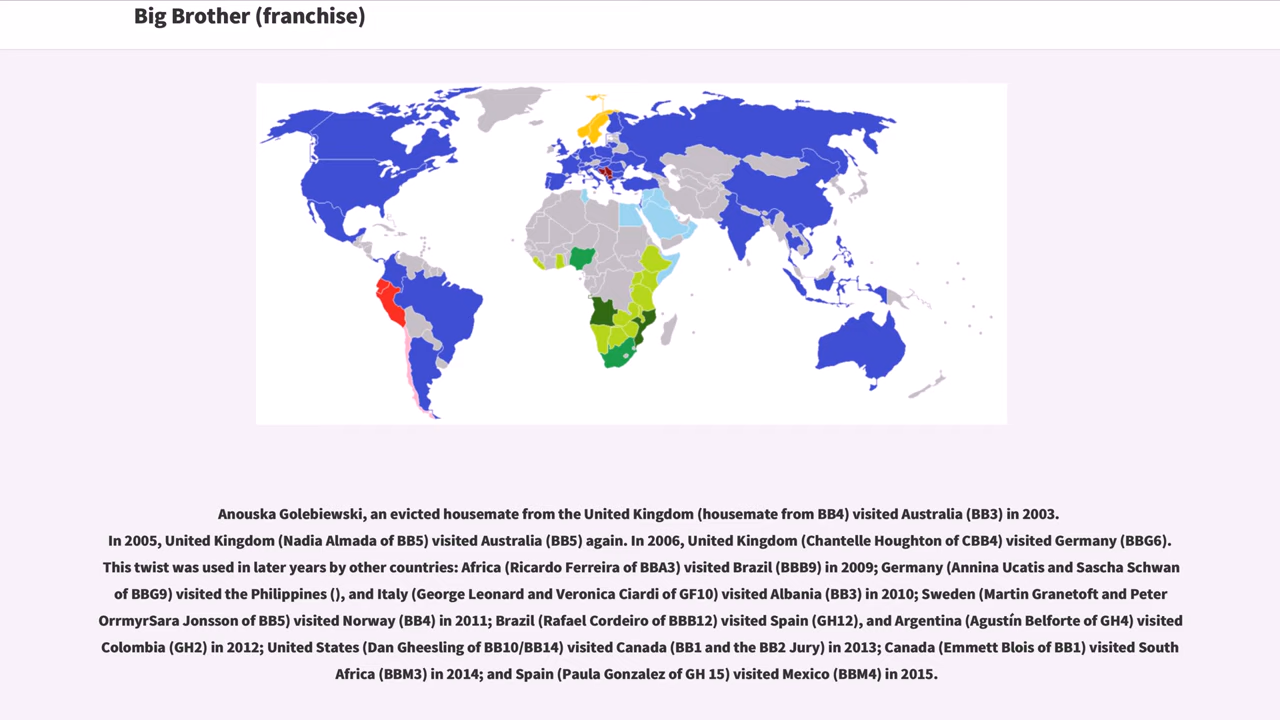 Big Brother (franchise)
Anouska Golebiewski, an evicted housemate from the United Kingdom (housemate from BB4) visited Australia (BB3) in 2003.
In 2005, United Kingdom (Nadia Almada of BB5) visited Australia (BB5) again. In 2006, United Kingdom (Chantelle Houghton of CBB4) visited Germany (BBG6).
This twist was used in later years by other countries: Africa (Ricardo Ferreira of BBA3) visited Brazil (BBB9) in 2009; Germany (Annina Ucatis and Sascha Schwan
of BBG9) visited the Philippines (), and Italy (George Leonard and Veronica Ciardi of GF10) visited Albania (BB3) in 2010; Sweden (Martin Granetoft and Peter
OrrmyrSara Jonsson of BB5) visited Norway (BB4) in 2011; Brazil (Rafael Cordeiro of BBB12) visited Spain (GH12), and Argentina (Agustín Belforte of GH4) visited
Colombia (GH2) in 2012; United States (Dan Gheesling of BB10/BB14) visited Canada (BB1 and the BB2 Jury) in 2013; Canada (Emmett Blois of BB1) visited South
Africa (BBM3) in 2014; and Spain (Paula Gonzalez of GH 15) visited Mexico (BBM4) in 2015.